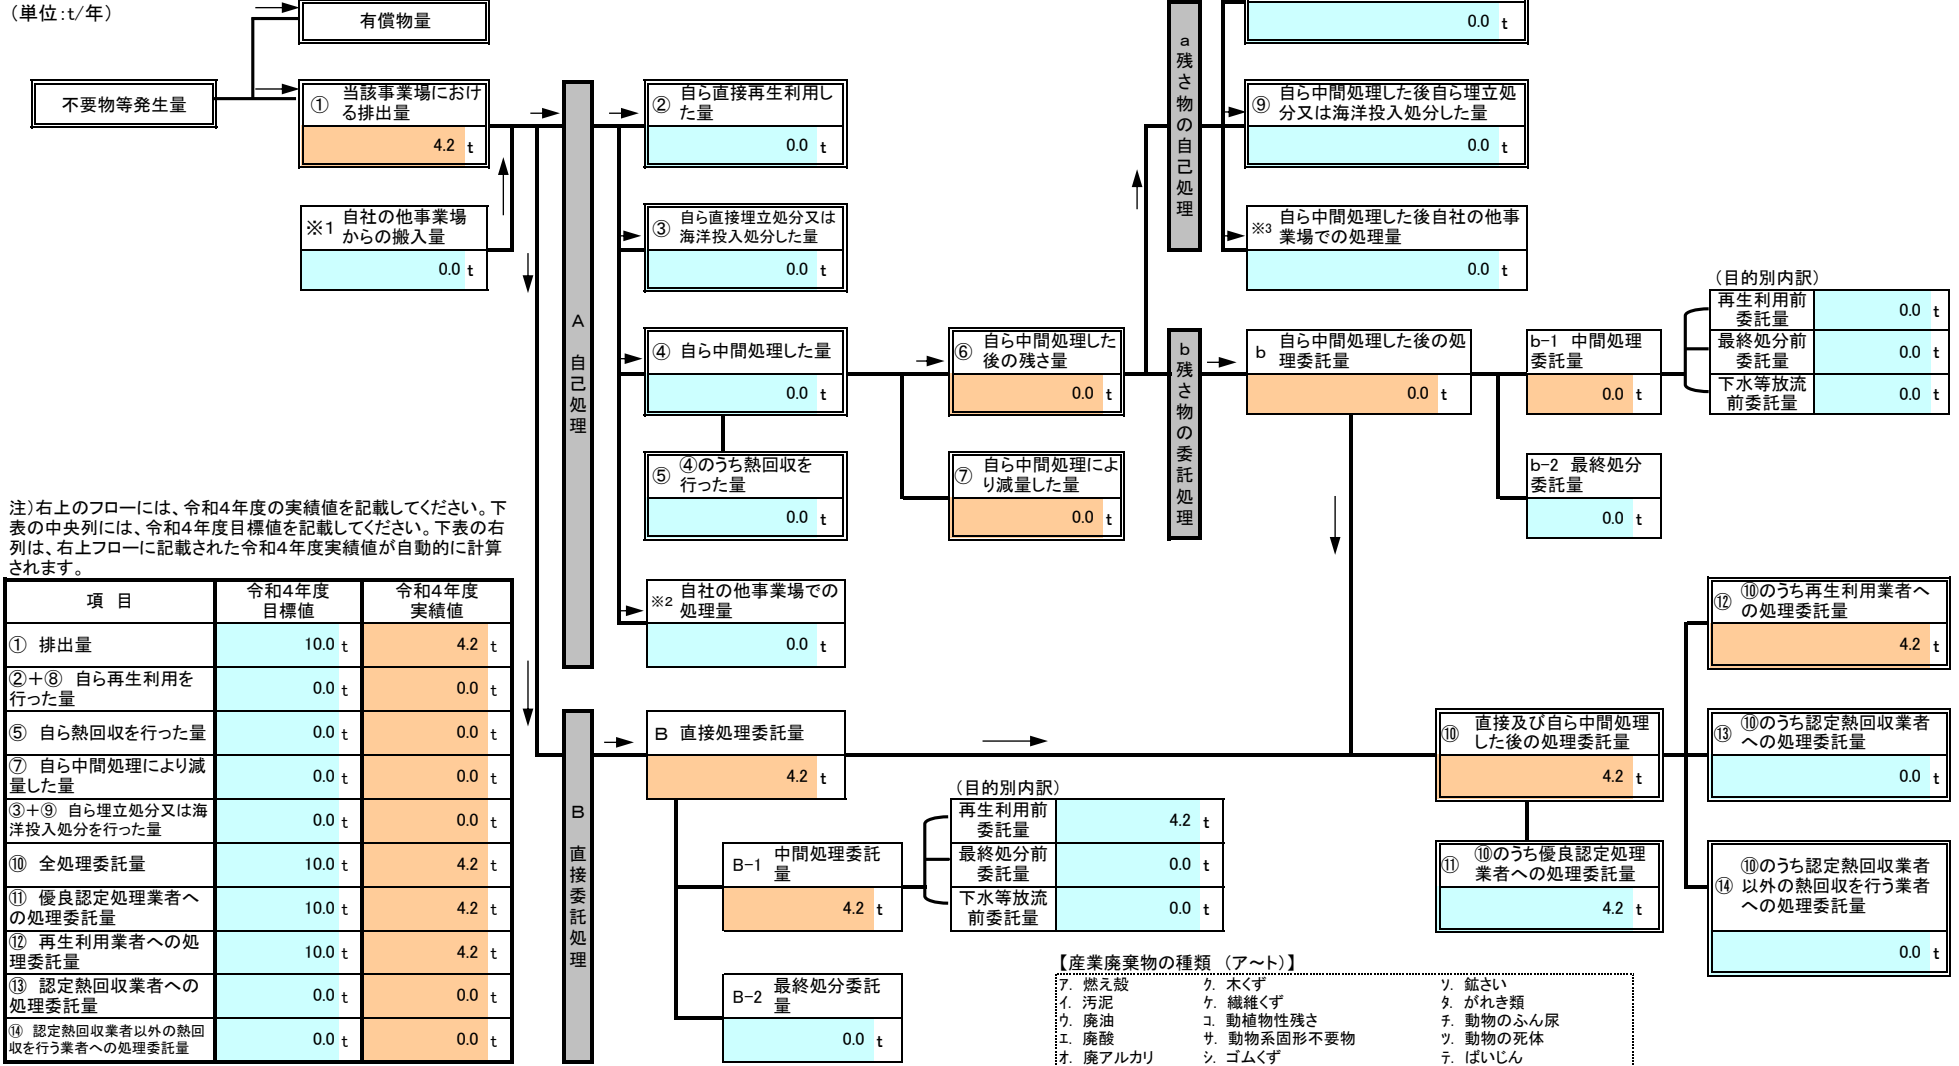 （単位：t/年）
有償物量
不要物等発生量
① 当該事業場におけ
る排出量
4.2 t
※1 自社の他事業場
からの搬入量
0.0 t
A 自己処理
② 自ら直接再生利用し
た量
0.0 t
③ 自ら直接埋立処分又は
海洋投入処分した量
0.0 t
④ 自ら中間処理した量
0.0 t
⑤ ④のうち熱回収を
行った量
0.0 t
※2 自社の他事業場での
処理量
0.0 t
⑥ 自ら中間処理した
後の残さ量
0.0 t
⑦ 自ら中間処理によ
り減量した量
0.0 t
a 残さ物の自己処理
0.0 t
⑨ 自ら中間処理した後自ら埋立処
分又は海洋投入処分した量
0.0 t
※3 自ら中間処理した後自社の他事
業場での処理量
0.0 t
b 残さ物の委託処理
b 自ら中間処理した後の処
理委託量
0.0 t
b-1 中間処理
委託量
0.0 t
b-2 最終処分
委託量
0.0 t
（目的別内訳）
再生利用前
委託量
0.0 t
最終処分前
委託量
0.0 t
下水等放流
前委託量
0.0 t
注）右上のフローには、令和4年度の実績値を記載してください。下
表の中央列には、令和4年度目標値を記載してください。下表の右
列は、右上フローに記載された令和4年度実績値が自動的に計算
されます。
項 目 令和4年度
目標値 令和4年度
実績値
① 排出量 10.0 t 4.2 t
②＋⑧ 自ら再生利用を
行った量 0.0 t 0.0 t
⑤ 自ら熱回収を行った量 0.0 t 0.0 t
⑦ 自ら中間処理により減
量した量 0.0 t 0.0 t
③＋⑨ 自ら埋立処分又は海
洋投入処分を行った量 0.0 t 0.0 t
⑩ 全処理委託量 10.0 t 4.2 t
⑪ 優良認定処理業者へ
の処理委託量 10.0 t 4.2 t
⑫ 再生利用業者への処
理委託量 10.0 t 4.2 t
⑬ 認定熱回収業者への
処理委託量 0.0 t 0.0 t
⑭ 認定熱回収業者以外の熱回
収を行う業者への処理委託量 0.0 t 0.0 t
B 直接委託処理
B 直接処理委託量
4.2 t
B-1 中間処理委託
量
4.2 t
B-2 最終処分委託
量
0.0 t
（目的別内訳）
再生利用前
委託量
4.2 t
最終処分前
委託量
0.0 t
下水等放流
前委託量
0.0 t
⑩ 直接及び自ら中間処理
した後の処理委託量
4.2 t
⑪ ⑩のうち優良認定処理
業者への処理委託量
4.2 t
⑫ ⑩のうち再生利用業者へ
の処理委託量
4.2 t
⑬ ⑩のうち認定熱回収業者
への処理委託量
0.0 t
⑭ ⑩のうち認定熱回収業者
以外の熱回収を行う業者
への処理委託量
0.0 t
【産業廃棄物の種類 （ア～ト）】
ア. 燃え殻 ク. 木くず ソ. 鉱さい
イ. 汚泥 ケ. 繊維くず タ. がれき類
ウ. 廃油 コ. 動植物性残さ チ. 動物のふん尿
エ. 廃酸 サ. 動物系固形不要物 ツ. 動物の死体
オ. 廃アルカリ シ. ゴムくず テ. ばいじん